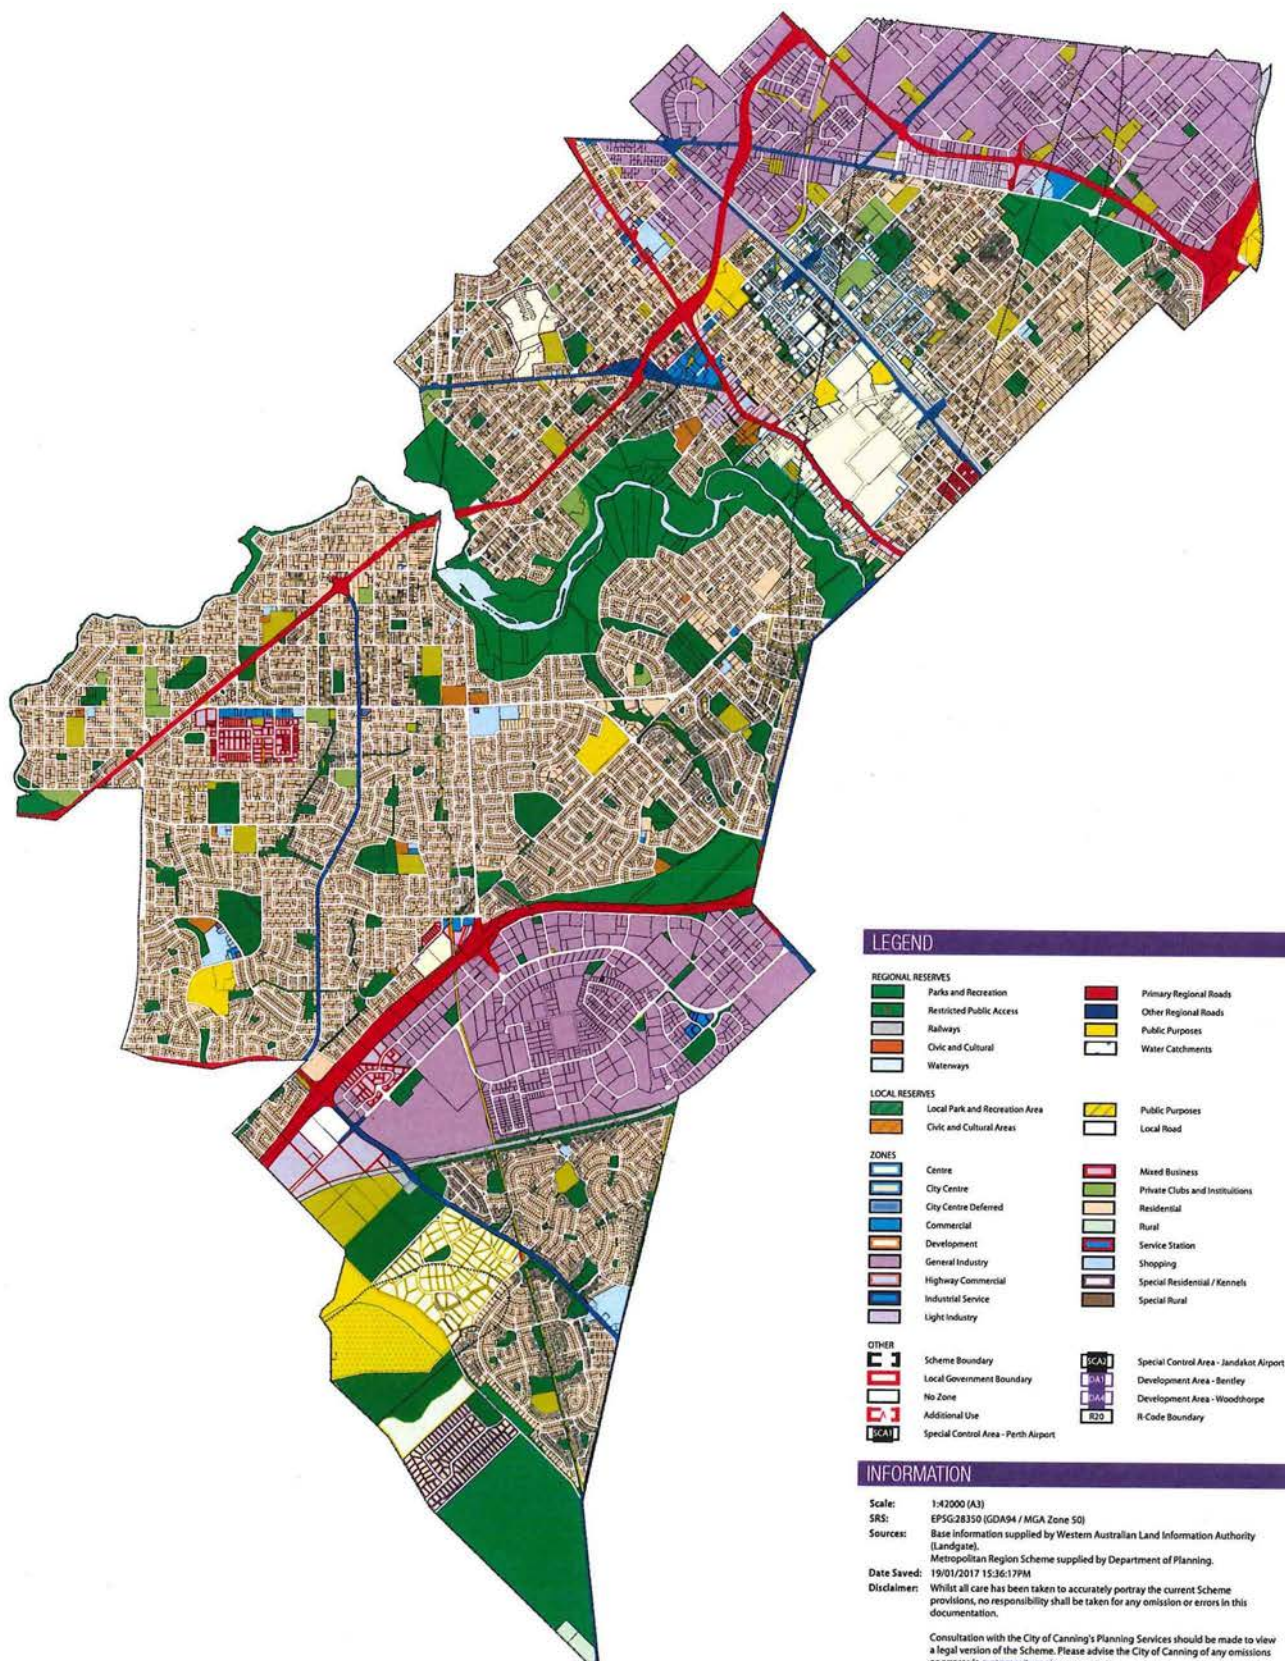 LEGEND
REGIONAL RESERVES
Parks and Recreation
Restricted Public Access
Railways
Civic and Cultural
Waterways
Primary Regional Roads
Other Regional Roads
Public Purposes
Water Catchments
LOCAL RESERVES
Local Park and Recreation Area
Civic and Cultural Areas
Public Purposes
Local Road
ZONES
Centre
City Centre
City Centre Deferred
Commercial
Development
General Industry
Highway Commercial
Industrial Service
Light Industry
Mixed Business
Private Clubs and Instituitions
Residential
Rural
Service Station
Shopping
Special Residential / Kennels
Special Rural
OTHER
Scheme Boundary
Local Government Boundary
No Zone
A Additional Use
SCA1 Special Control Area - Perth Airport
SCA2 Special Control Area - Jandakot Airport
DA1 Development Area - Bentley
DA4 Development Area - Woodthorpe
R20 R-Code Boundary
INFORMATION
Scale: 1:42000 (A3)
SRS: EPSG:28350 (GDA94 / MGA Zone 50)
Sources: Base information supplied by Western Australian Land Information Authority
(Landgate).
Metropolitan Region Scheme supplied by Department of Planning.
Date Saved: 19/01/2017 15:36:17PM
Disclaimer: Whilst all care has been taken to accurately portray the current Scheme
provisions, no responsibility shall be taken for any omission or errors in this
documentation.
Consultation with the City of Canning's Planning Services should be made to view
a legal version of the Scheme. Please advise the City of Canning of any omissions